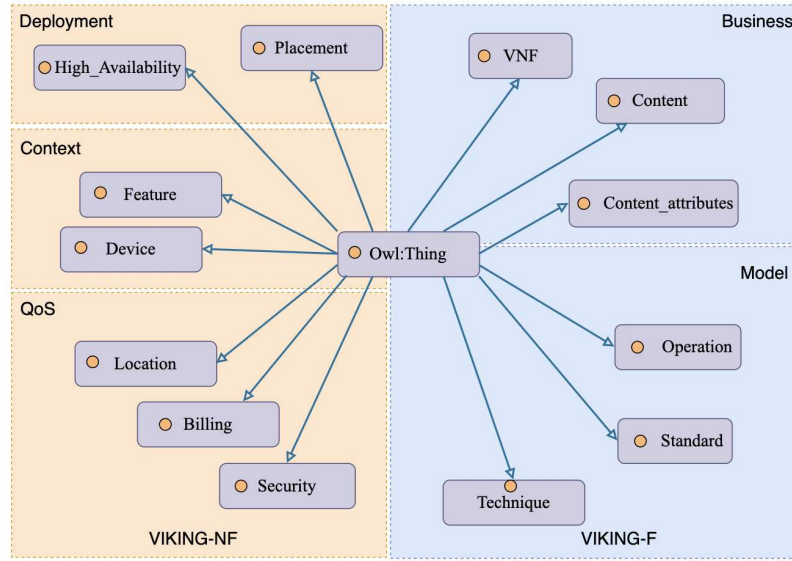 Deployment
Business
Placement
VNF
High_Availability
Content
Context
Feature
Content_attributes
Device
Owl:Thing
Model
QoS
Location
Operation
Billing
Standard
Security
Technique
VIKING-NF
VIKING-F